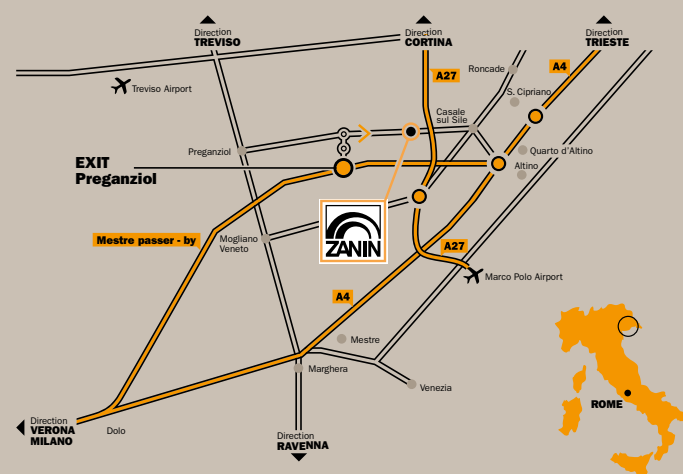 Direction
TREVISO
Direction
CORTINA
Direction
TRIESTE
A27
Roncade
A4
Treviso Airport
S. Cipriano
Casale
sul Sile
Preganziol
EXIT
Preganziol
Quarto d'Altino
Altino
Mestre passer - by
Mogliano
Veneto
ZANIN
A27
Marco Polo Airport
A4
Mestre
Marghera
Venezia
ROME
Direction
VERONA
MILANO
Dolo
Direction
RAVENNA